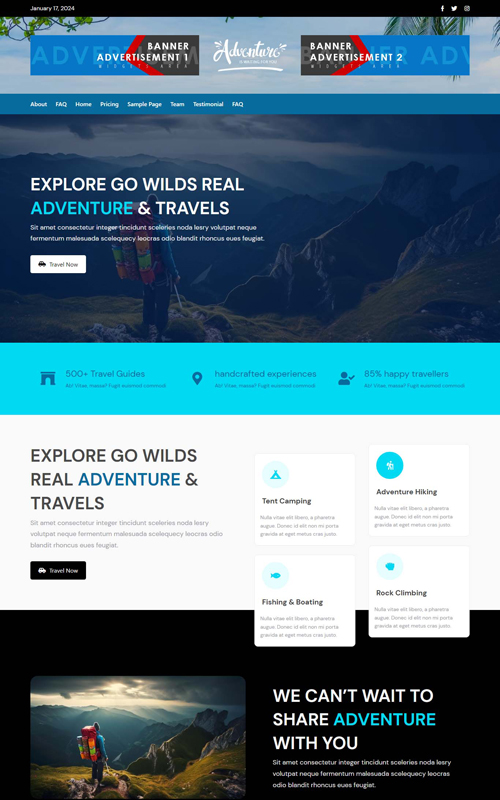 January 17, 2024
BANNER
ADVERTISEMENT 1
WIDGETS AREA
Adventure
IS WAITING FOR YOU
BANNER
ADVERTISEMENT 2
WIDGETS AREA
About FAQ Home Pricing Sample Page Team Testimonial FAQ
EXPLORE GO WILDS REAL
ADVENTURE & TRAVELS
Sit amet consectetur integer tincidunt sceleries noda lesry volutpat neque
fermentum malesuada scelequecy leocras odio blandit rhoncus eues feugiat.
Travel Now
500+ Travel Guides
Ab! Vitae, massa? Fugit euismod commodi.
handcrafted experiences
Ab! Vitae, massa? Fugit euismod commodi.
85% happy travellers
Ab! Vitae, massa? Fugit euismod commodi.
EXPLORE GO WILDS
REAL ADVENTURE &
TRAVELS
Sit amet consectetur integer tincidunt sceleries noda lesry
volutpat neque fermentum malesuada scelequecy leocras odio
blandit rhoncus eues feugiat.
Travel Now
Tent Camping
Nulla vitae elit libero, a pharetra
augue. Donec id elit non mi porta
gravida at eget metus cras justo.
Adventure Hiking
Nulla vitae elit libero, a pharetra
augue. Donec id elit non mi porta
gravida at eget metus cras justo.
Fishing & Boating
Nulla vitae elit libero, a pharetra
augue. Donec id elit non mi porta
gravida at eget metus cras justo.
Rock Climbing
Nulla vitae elit libero, a pharetra
augue. Donec id elit non mi porta
gravida at eget metus cras justo.
WE CAN'T WAIT TO
SHARE ADVENTURE
WITH YOU
Sit amet consectetur integer tincidunt sceleries noda lesry
volutpat neque fermentum malesuada scelequecy leocras
odio blandit rhoncus eues feugiat.